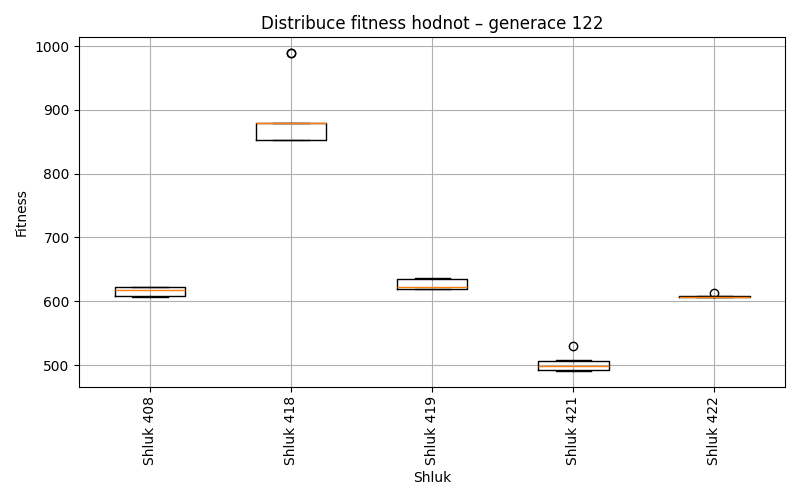 Distribuce fitness hodnot – generace 122
Fitness
1000
900
800
700
600
500
Shluk 408
Shluk 418
Shluk 419
Shluk 421
Shluk 422
Shluk